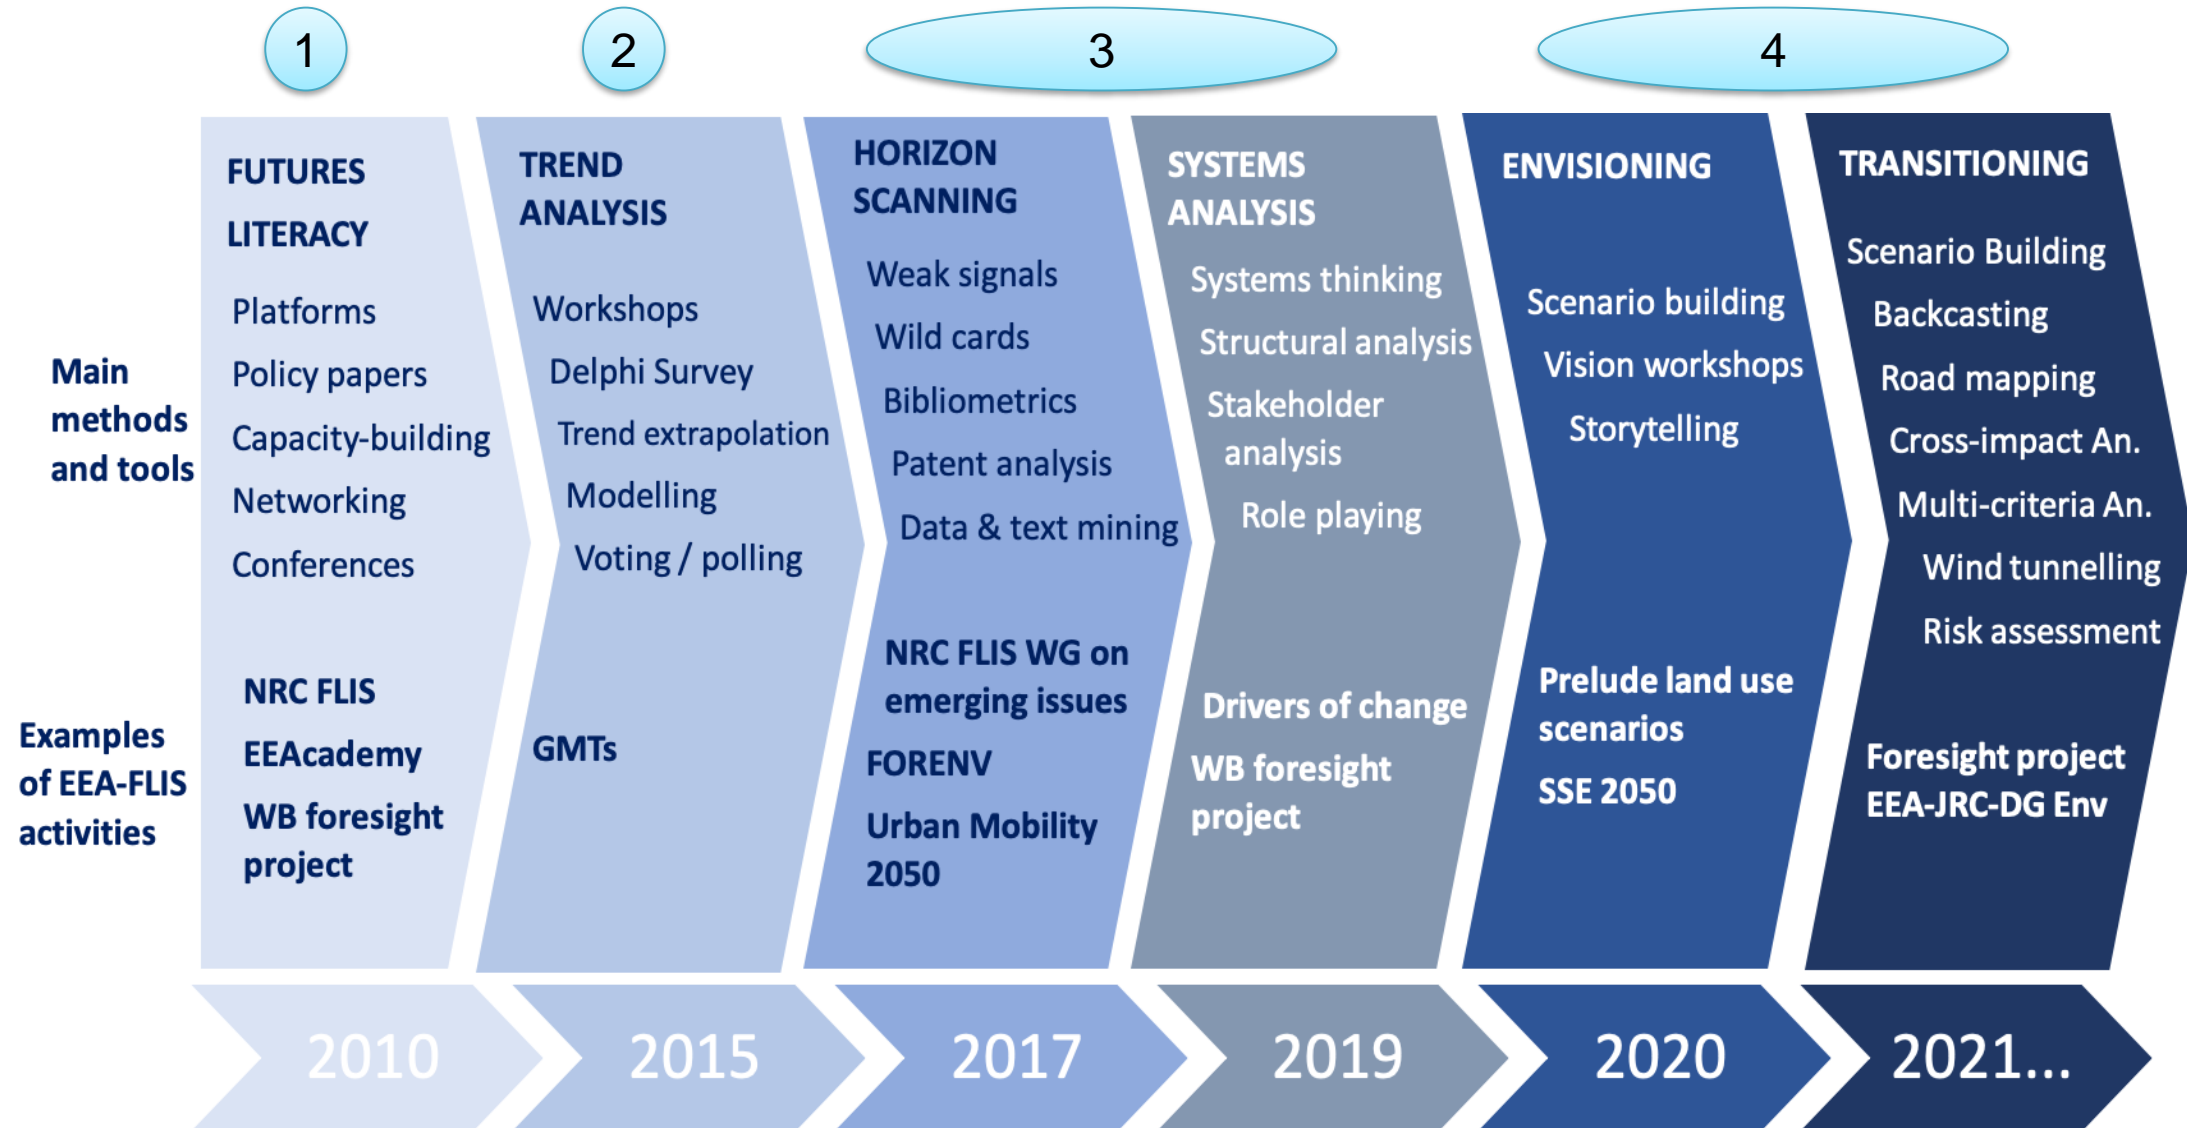 1
2
3
4
Main
methods
and tools
Examples
of EEA-FLIS
activities
FUTURES
LITERACY
Platforms
Policy papers
Capacity-building
Networking
Conferences
NRC FLIS
EEAcademy
WB foresight
project
TREND
ANALYSIS
Workshops
Delphi Survey
Trend extrapolation
Modelling
Voting / polling
GMTs
HORIZON
SCANNING
Weak signals
Wild cards
Bibliometrics
Patent analysis
Data & text mining
NRC FLIS WG on
emerging issues
FORENV
Urban Mobility
2050
SYSTEMS
ANALYSIS
Systems thinking
Structural analysis
Stakeholder
analysis
Role playing
Drivers of change
WB foresight
project
ENVISIONING
Scenario building
Vision workshops
Storytelling
Prelude land use
scenarios
SSE 2050
TRANSITIONING
Scenario Building
Backcasting
Road mapping
Cross-impact An.
Multi-criteria An.
Wind tunnelling
Risk assessment
Foresight project
EEA-JRC-DG Env
2010
2015
2017
2019
2020
2021...